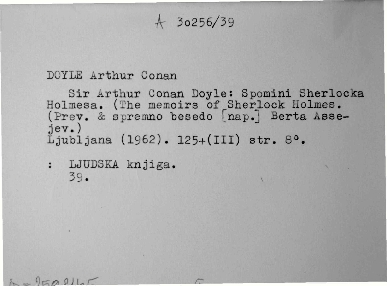 A 30256/39
DOYLE Arthur Conan
Sir Arthur Conan Doyle: Spomini Sherlocka
Holmesa. (The memoirs of Sherlock Holmes.
(Prev. & spremno besedo [nap.] Berta Asse-
jev.)
Ljubljana (1962). 125+(III) str. 8°.
: LJUDSKA knjiga.
39.